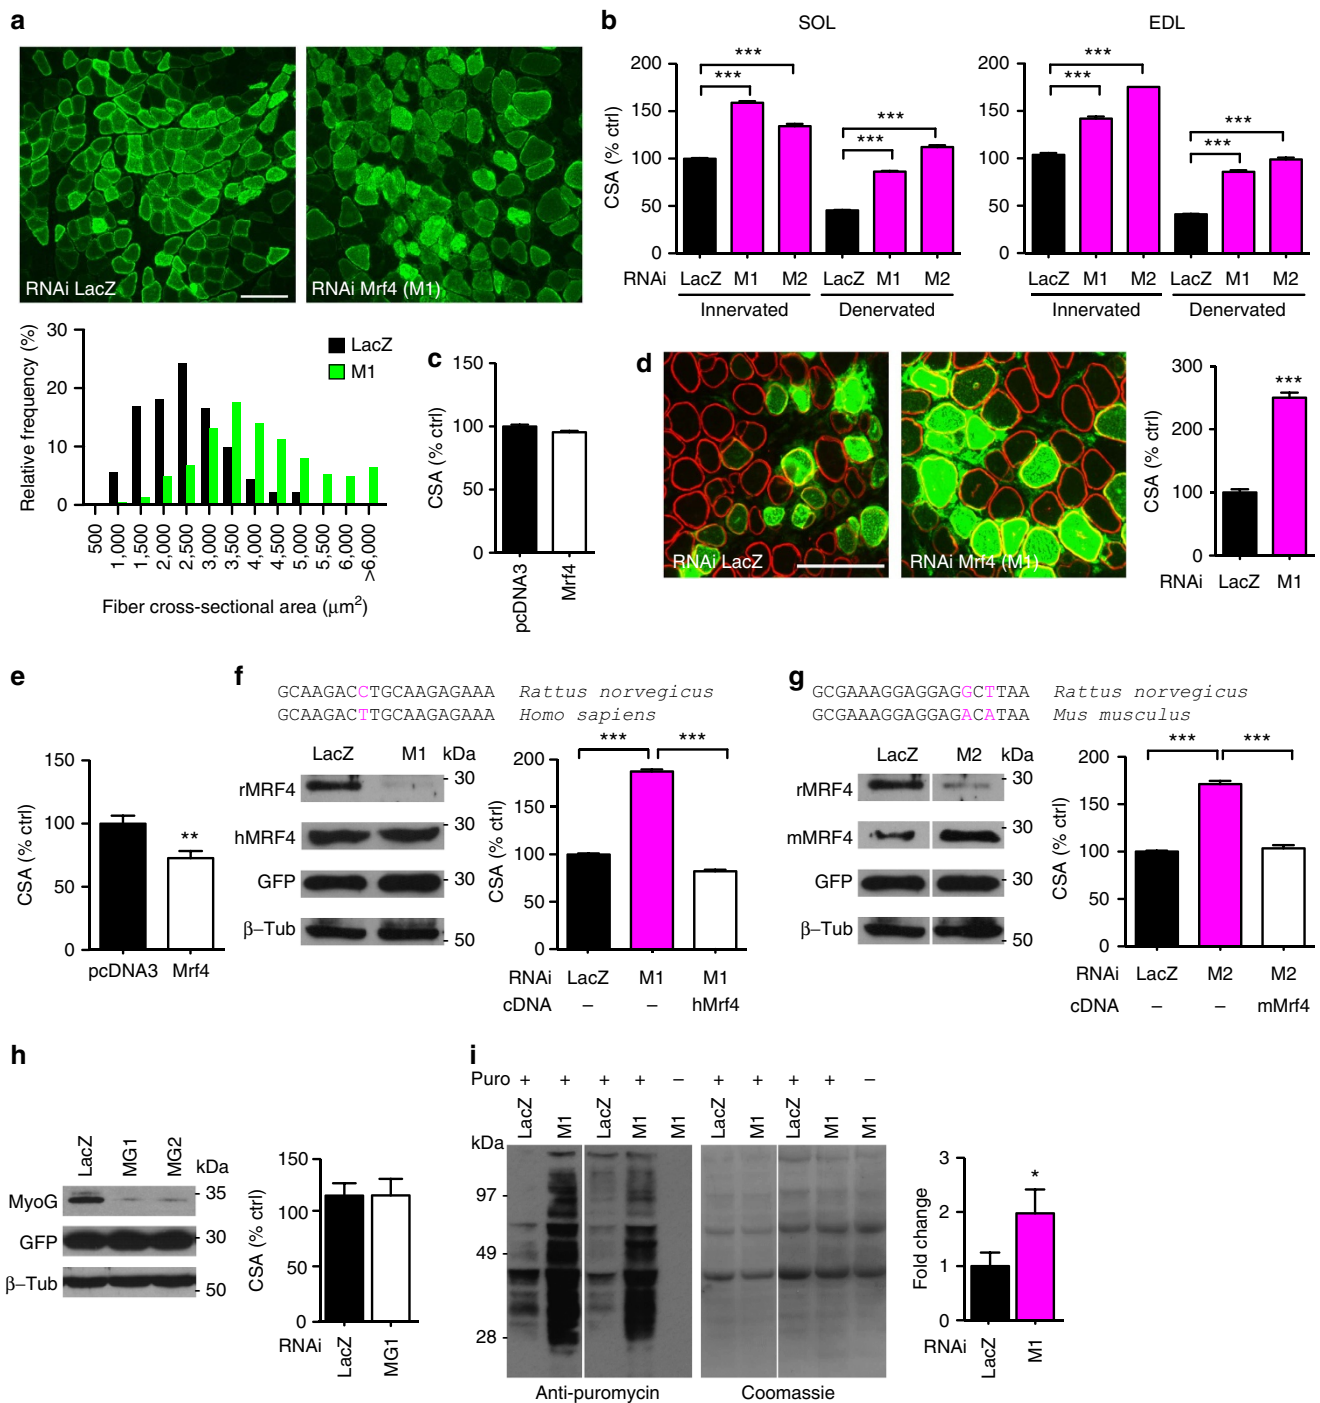 a
RNAi LacZ
RNAi Mrf4 (M1)
Relative frequency (%)
30
20
10
0
LacZ
M1
500
1,000
1,500
2,000
2,500
3,000
3,500
4,000
4,500
5,000
5,500
6,000
>6,000
Fiber cross-sectional area (μm²)
b
SOL
CSA (% ctrl)
200
150
100
50
0
***
***
***
***
RNAi LacZ M1 M2 LacZ M1 M2
Innervated Denervated
EDL
200
150
100
50
0
***
***
***
***
LacZ M1 M2 LacZ M1 M2
Innervated Denervated
c
CSA (% ctrl)
150
100
50
0
pcDNA3
Mrf4
d
RNAi LacZ
RNAi Mrf4 (M1)
CSA (% ctrl)
300
200
100
0
***
RNAi LacZ M1
e
CSA (% ctrl)
150
100
50
0
**
pcDNA3 Mrf4
f
GCAAGACCTGCAAGAGAAA Rattus norvegicus
GCAAGACTTGCAAGAGAAA Homo sapiens
LacZ M1 kDa
rMRF4 - 30
hMRF4 - 30
GFP - 30
β–Tub - 50
CSA (% ctrl)
200
150
100
50
0
*** ***
RNAi LacZ M1 M1
cDNA – – hMrf4
g
GCGAAAGGAGGAGGCTTAA Rattus norvegicus
GCGAAAGGAGGAGACATAA Mus musculus
LacZ M2 kDa
rMRF4 - 30
mMRF4 - 30
GFP - 30
β–Tub - 50
CSA (% ctrl)
200
150
100
50
0
*** ***
RNAi LacZ M2 M2
cDNA – – mMrf4
h
LacZ MG1 MG2 kDa
MyoG - 35
GFP - 30
β–Tub - 50
CSA (% ctrl)
150
100
50
0
RNAi LacZ MG1
i
Puro + + + + – + + + + –
LacZ M1 LacZ M1 M1 LacZ M1 LacZ M1 M1
kDa
97
49
28
Anti-puromycin Coomassie
Fold change
3
2
1
0
*
RNAi LacZ M1